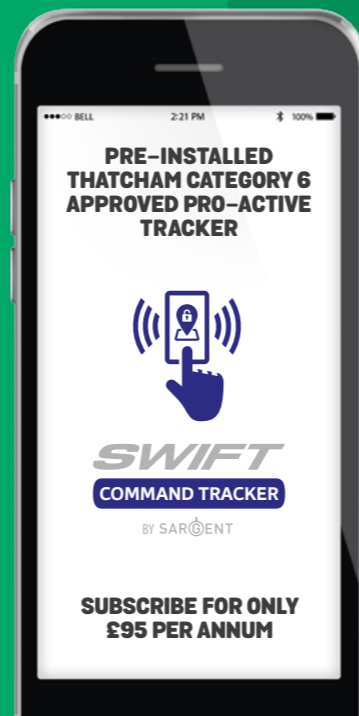 ●●●○○ BELL 2:21 PM 100%
PRE-INSTALLED
THATCHAM CATEGORY 6
APPROVED PRO-ACTIVE
TRACKER
SWIFT
COMMAND TRACKER
BY SARGENT
SUBSCRIBE FOR ONLY
£95 PER ANNUM